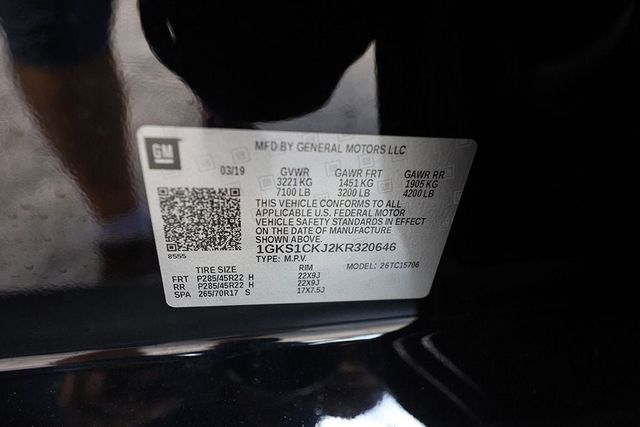 GM
MFD BY GENERAL MOTORS LLC
03/19 GVWR GAWR FRT GAWR RR
3221 KG 1451 KG 1905 KG
7100 LB 3200 LB 4200 LB
THIS VEHICLE CONFORMS TO ALL
APPLICABLE U.S. FEDERAL MOTOR
VEHICLE SAFETY STANDARDS IN EFFECT
ON THE DATE OF MANUFACTURE
SHOWN ABOVE.
8555 1GKS1CKJ2KR320646
TYPE: M.P.V. MODEL: 26TC15706
TIRE SIZE RIM
FRT P285/45R22 H 22X9J
RR P285/45R22 H 22X9J
SPA 265/70R17 S 17X7.5J